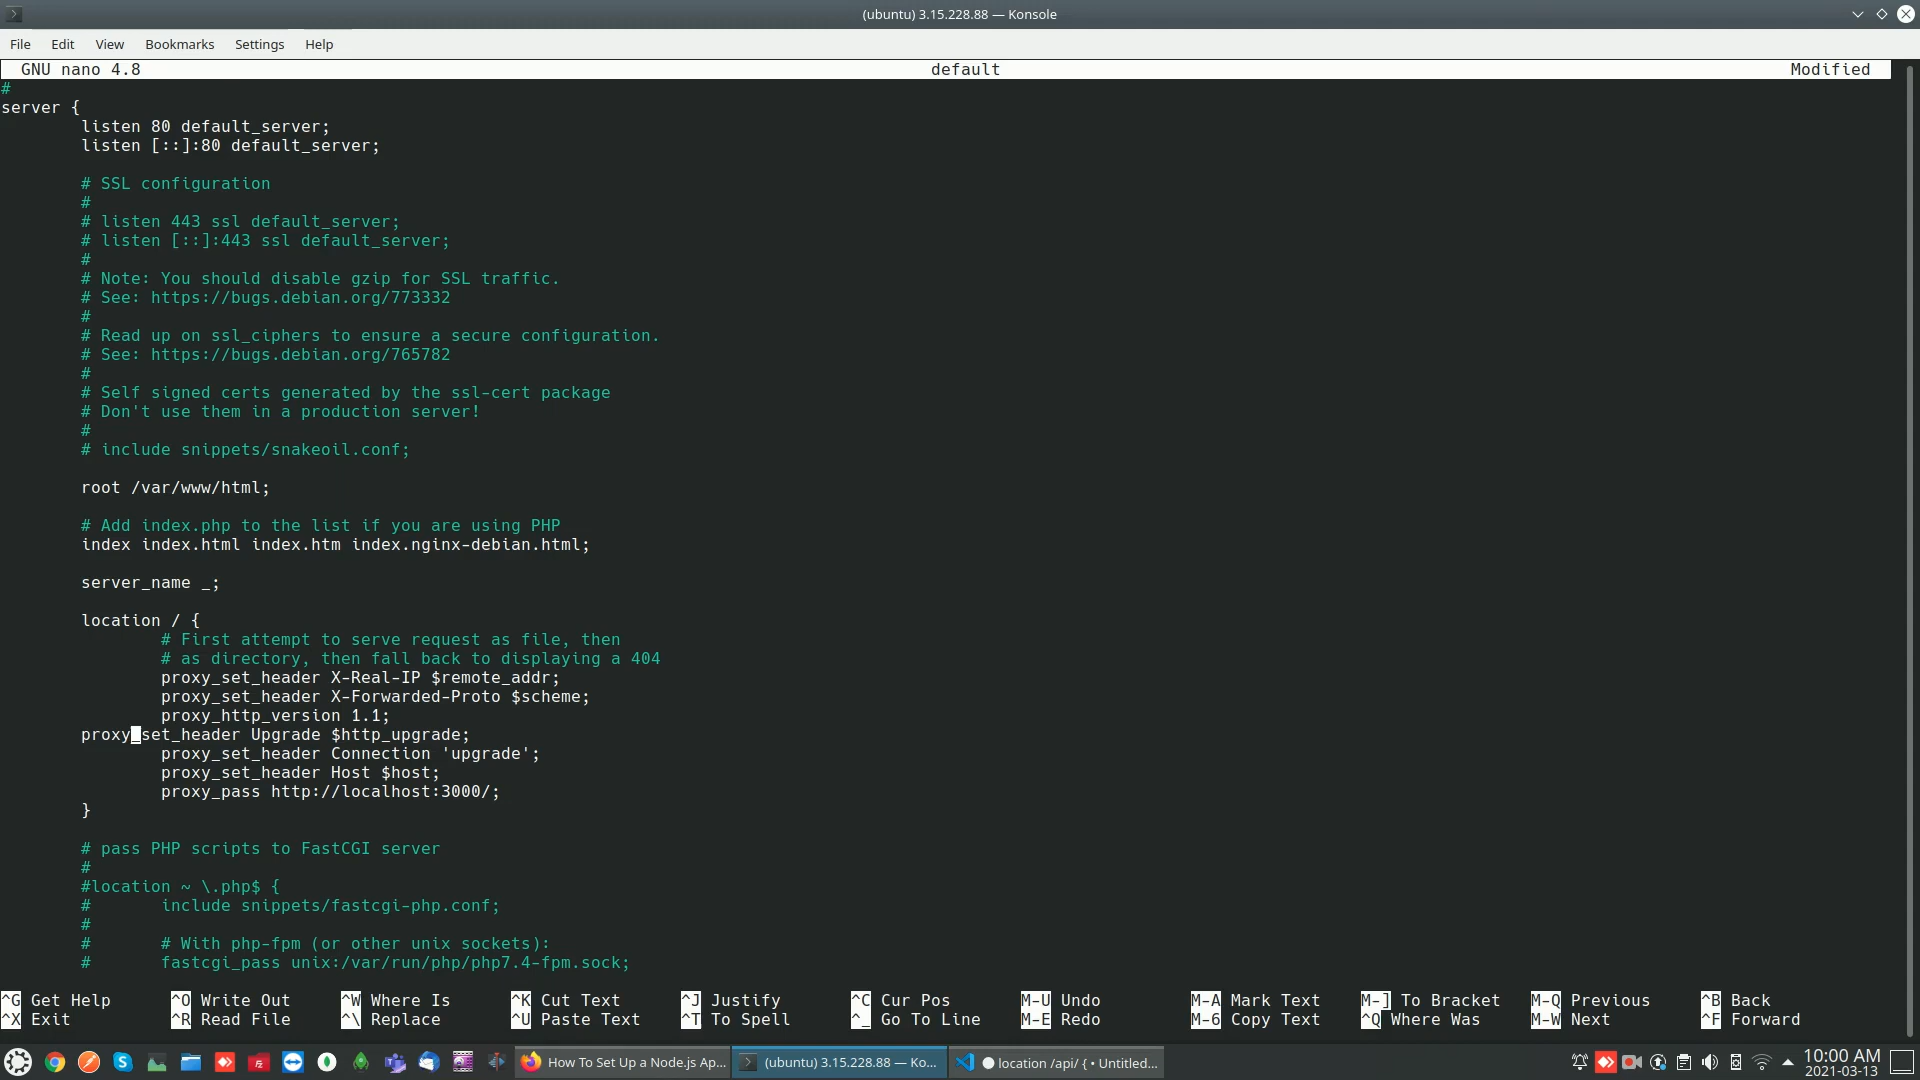 (ubuntu) 3.15.228.88 — Konsole
File Edit View Bookmarks Settings Help
GNU nano 4.8 default Modified
#
server {
listen 80 default_server;
listen [::]:80 default_server;
# SSL configuration
#
# listen 443 ssl default_server;
# listen [::]:443 ssl default_server;
#
# Note: You should disable gzip for SSL traffic.
# See: https://bugs.debian.org/773332
#
# Read up on ssl_ciphers to ensure a secure configuration.
# See: https://bugs.debian.org/765782
#
# Self signed certs generated by the ssl-cert package
# Don't use them in a production server!
#
# include snippets/snakeoil.conf;
root /var/www/html;
# Add index.php to the list if you are using PHP
index index.html index.htm index.nginx-debian.html;
server_name _;
location / {
# First attempt to serve request as file, then
# as directory, then fall back to displaying a 404
proxy_set_header X-Real-IP $remote_addr;
proxy_set_header X-Forwarded-Proto $scheme;
proxy_http_version 1.1;
proxy_set_header Upgrade $http_upgrade;
proxy_set_header Connection 'upgrade';
proxy_set_header Host $host;
proxy_pass http://localhost:3000/;
}
# pass PHP scripts to FastCGI server
#
#location ~ \.php$ {
# include snippets/fastcgi-php.conf;
#
# # With php-fpm (or other unix sockets):
# fastcgi_pass unix:/var/run/php/php7.4-fpm.sock;
^G Get Help ^O Write Out ^W Where Is ^K Cut Text ^J Justify ^C Cur Pos M-U Undo M-A Mark Text M-] To Bracket M-Q Previous ^B Back
^X Exit ^R Read File ^\ Replace ^U Paste Text ^T To Spell ^_ Go To Line M-E Redo M-6 Copy Text ^Q Where Was M-W Next ^F Forward
How To Set Up a Node.js Ap... (ubuntu) 3.15.228.88 — Ko... location /api/ { • Untitled... 10:00 AM
2021-03-13